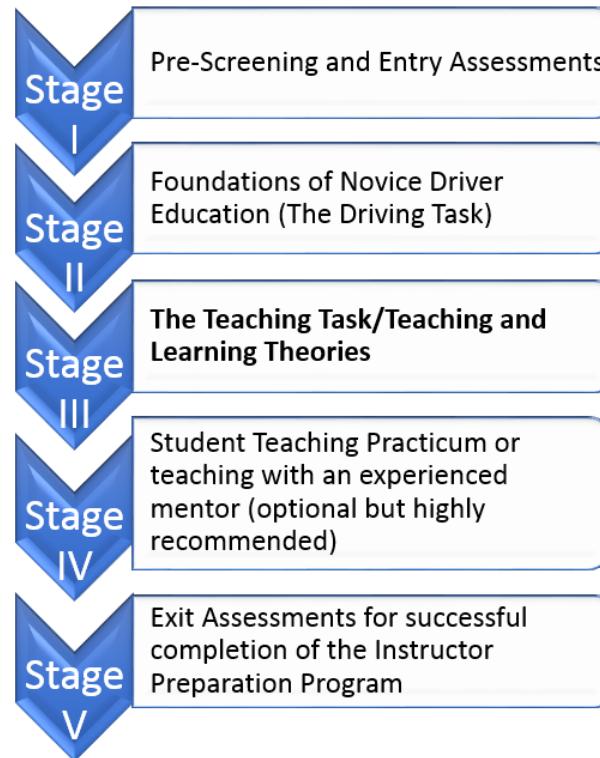 Stage
I
Pre-Screening and Entry Assessments
Stage
II
Foundations of Novice Driver
Education (The Driving Task)
Stage
III
The Teaching Task/Teaching and
Learning Theories
Stage
IV
Student Teaching Practicum or
teaching with an experienced
mentor (optional but highly
recommended)
Stage
V
Exit Assessments for successful
completion of the Instructor
Preparation Program